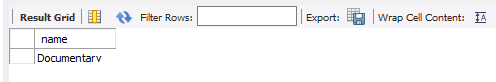 Result Grid Filter Rows: Export: Wrap Cell Content:
name
Documentary